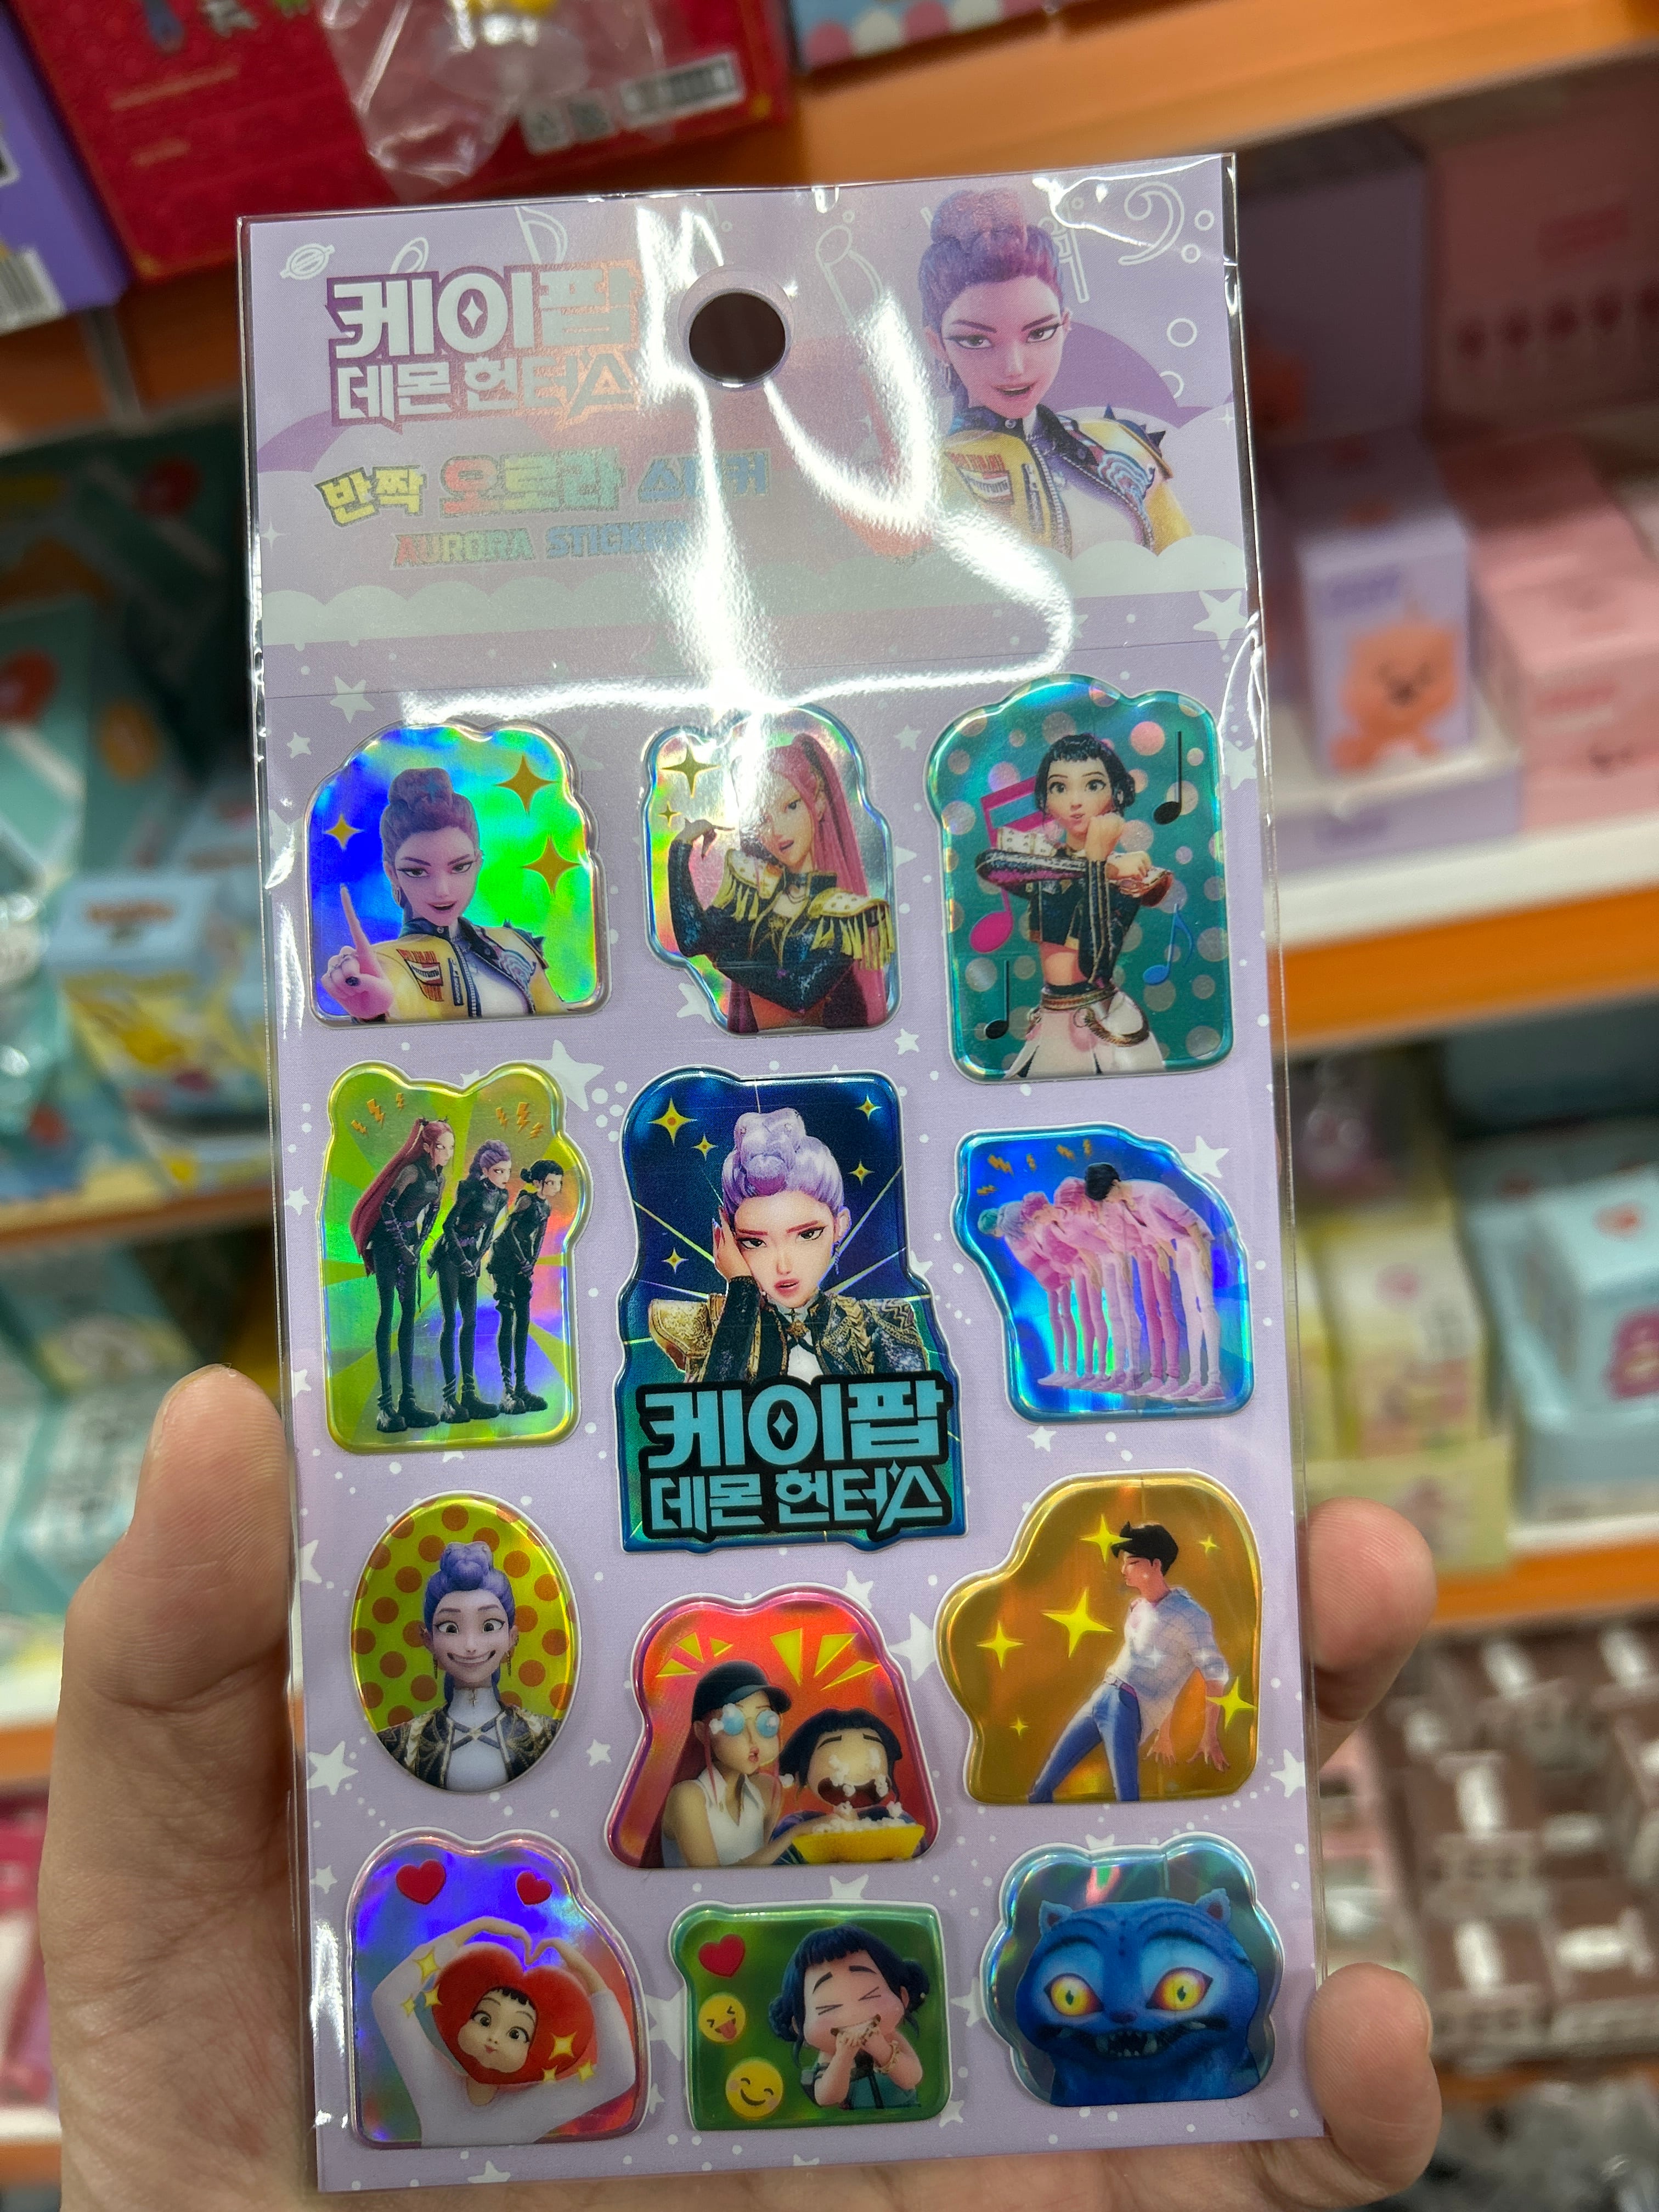 케이팝
데몬 헌터스
반짝 오로라 스티커
AURORA STICKER
케이팝
데몬 헌터스